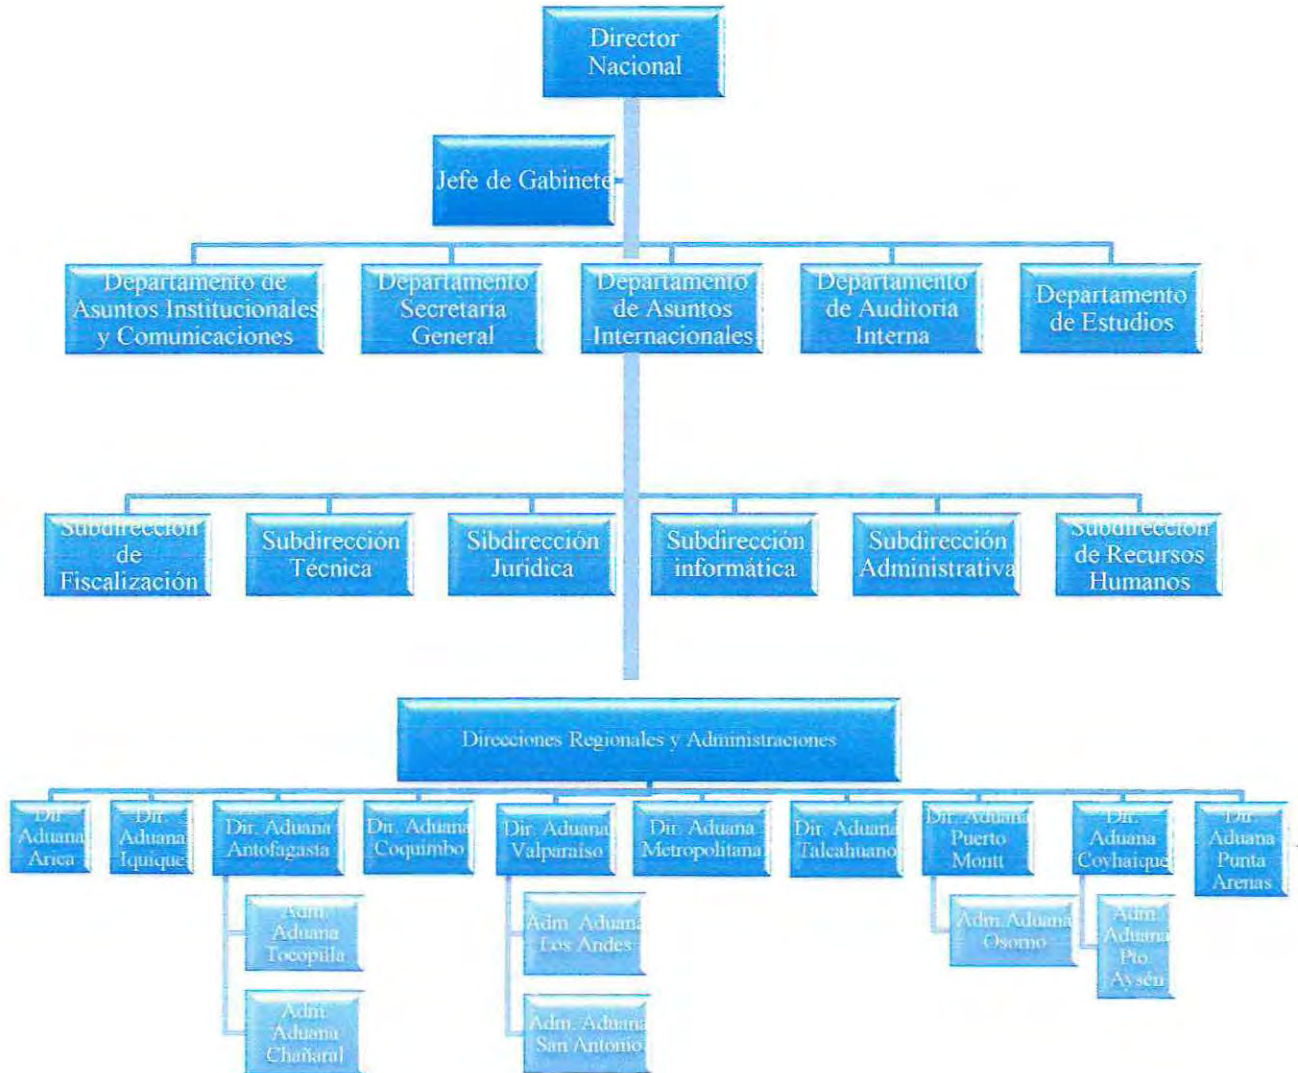 Director
Nacional
Jefe de Gabinete
Departamento de
Asuntos Institucionales
y Comunicaciones
Departamento
Secretaria
General
Departamento
de Asuntos
Internacionales
Departamento
de Auditoria
Interna
Departamento
de Estudios
Subdirección
de
Fiscalización
Subdirección
Técnica
Sibdirección
Juridica
Subdirección
informática
Subdirección
Administrativa
Subdirección
de Recursos
Humanos
Direcciones Regionales y Administraciones
Dir
Aduana
Arica
Dir.
Aduana
Iquique
Dir. Aduana
Antofagasta
Dir. Aduana
Coquimbo
Dir. Aduana
Valparaíso
Dir. Aduana
Metropolitana
Dir. Aduana
Talcahuano
Dir. Aduana
Puerto
Montt
Dir.
Aduana
Coyhaique
Dir.
Aduana
Punta
Arenas
Adm.
Aduana
Tocopilla
Adm. Aduana
Los Andes
Adm.Aduana
Osorno
Adm.
Aduana
Pto.
Aysén
Adm.
Aduana
Chañaral
Adm. Aduana
San Antonio